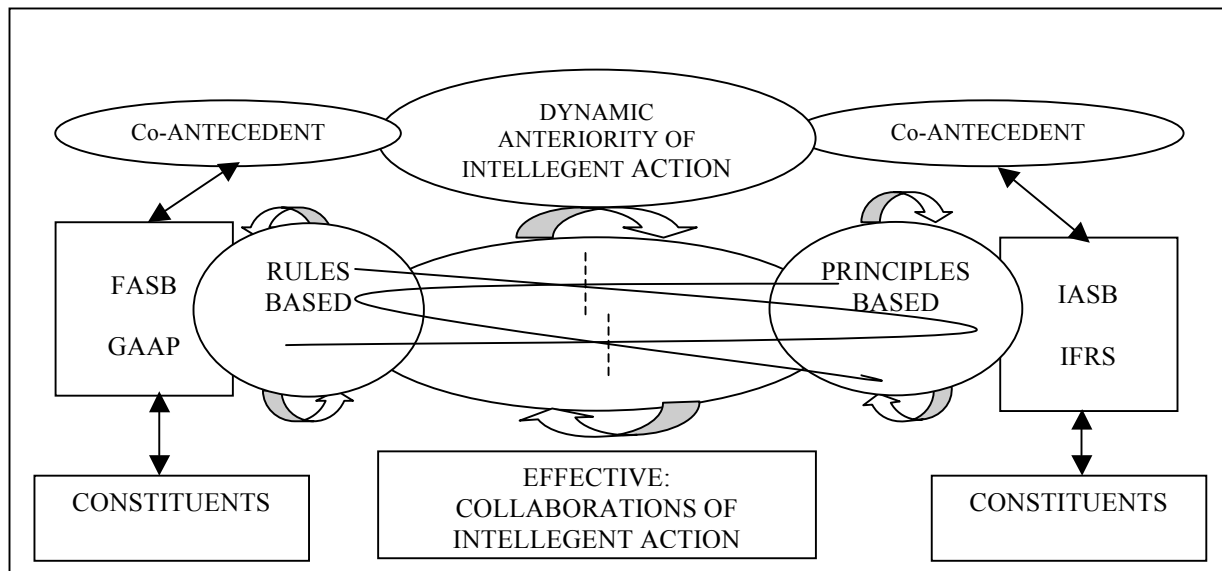 Co-ANTECEDENT
DYNAMIC
ANTERIORITY OF
INTELLEGENT ACTION
Co-ANTECEDENT
FASB
GAAP
RULES
BASED
PRINCIPLES
BASED
IASB
IFRS
CONSTITUENTS
EFFECTIVE:
COLLABORATIONS OF
INTELLEGENT ACTION
CONSTITUENTS